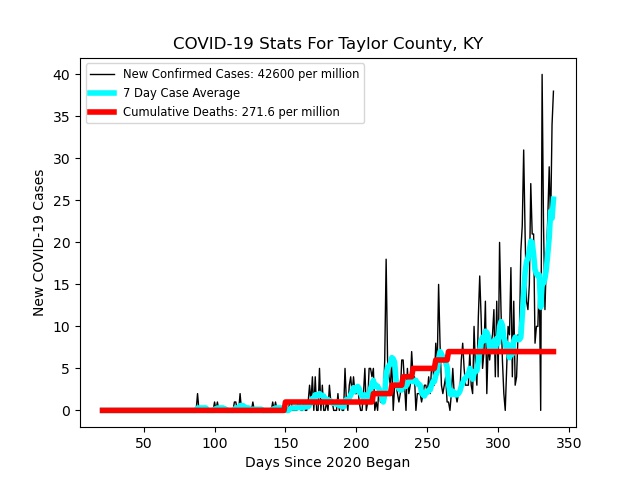 COVID-19 Stats For Taylor County, KY
New Confirmed Cases: 42600 per million
7 Day Case Average
Cumulative Deaths: 271.6 per million
New COVID-19 Cases
40
35
30
25
20
15
10
5
0
50 100 150 200 250 300 350
Days Since 2020 Began